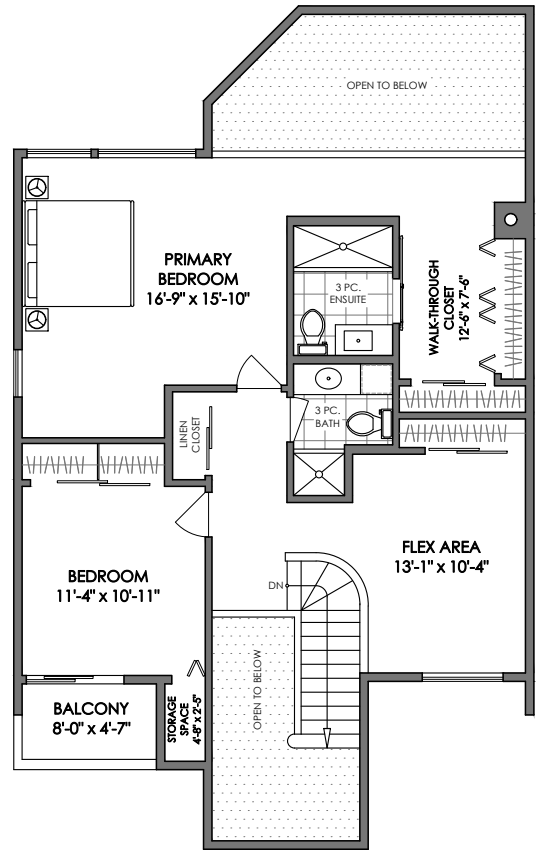 OPEN TO BELOW
PRIMARY
BEDROOM
16'-9" x 15'-10"
3 PC.
ENSUITE
WALK-THROUGH
CLOSET
12'-6" x 7'-6"
LINEN
CLOSET
3 PC.
BATH
FLEX AREA
13'-1" x 10'-4"
BEDROOM
11'-4" x 10'-11"
DN
OPEN TO BELOW
BALCONY
8'-0" x 4'-7"
STORAGE
SPACE
4'-8" x 2'-5"